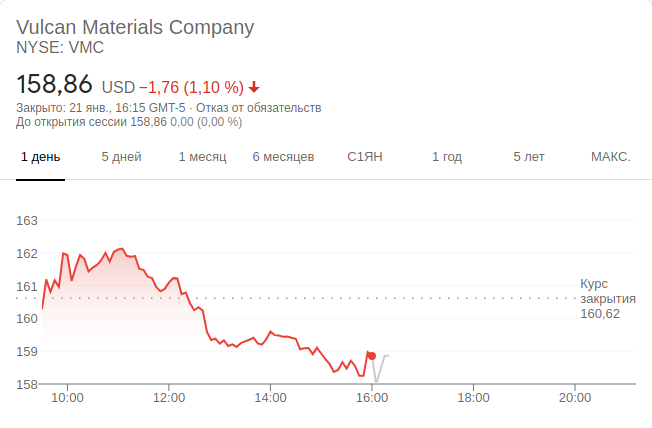 Vulcan Materials Company
NYSE: VMC
158,86 USD −1,76 (1,10 %)
Закрыто: 21 янв., 16:15 GMT-5 · Отказ от обязательств
До открытия сессии 158,86 0,00 (0,00 %)
1 день 5 дней 1 месяц 6 месяцев С1ЯН 1 год 5 лет МАКС.
163
162
161
160
159
158
Курс
закрытия
160,62
10:00 12:00 14:00 16:00 18:00 20:00